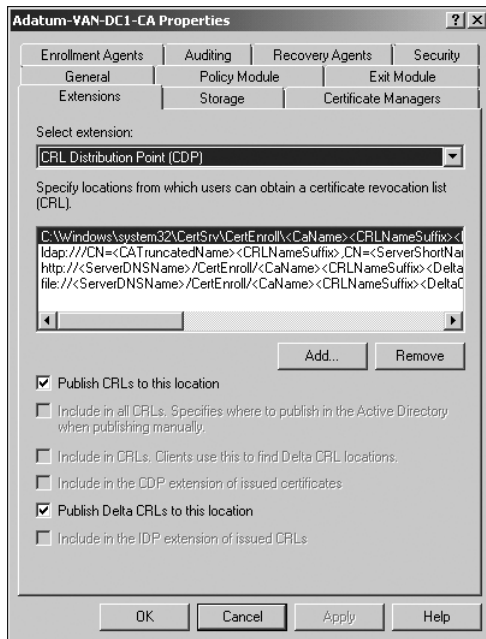 Adatum-VAN-DC1-CA Properties
Enrollment Agents Auditing Recovery Agents Security
General Policy Module Exit Module
Extensions Storage Certificate Managers
Select extension:
CRL Distribution Point (CDP)
Specify locations from which users can obtain a certificate revocation list
(CRL).
C:\Windows\system32\CertSrv\CertEnroll\<CaName><CRLNameSuffix><
ldap:///CN=<CATruncatedName><CRLNameSuffix>,CN=<ServerShortNa
http://<ServerDNSName>/CertEnroll/<CaName><CRLNameSuffix><Delta
file://<ServerDNSName>/CertEnroll/<CaName><CRLNameSuffix><DeltaC
Add... Remove
Publish CRLs to this location
Include in all CRLs. Specifies where to publish in the Active Directory
when publishing manually.
Include in CRLs. Clients use this to find Delta CRL locations.
Include in the CDP extension of issued certificates
Publish Delta CRLs to this location
Include in the IDP extension of issued CRLs
OK Cancel Apply Help